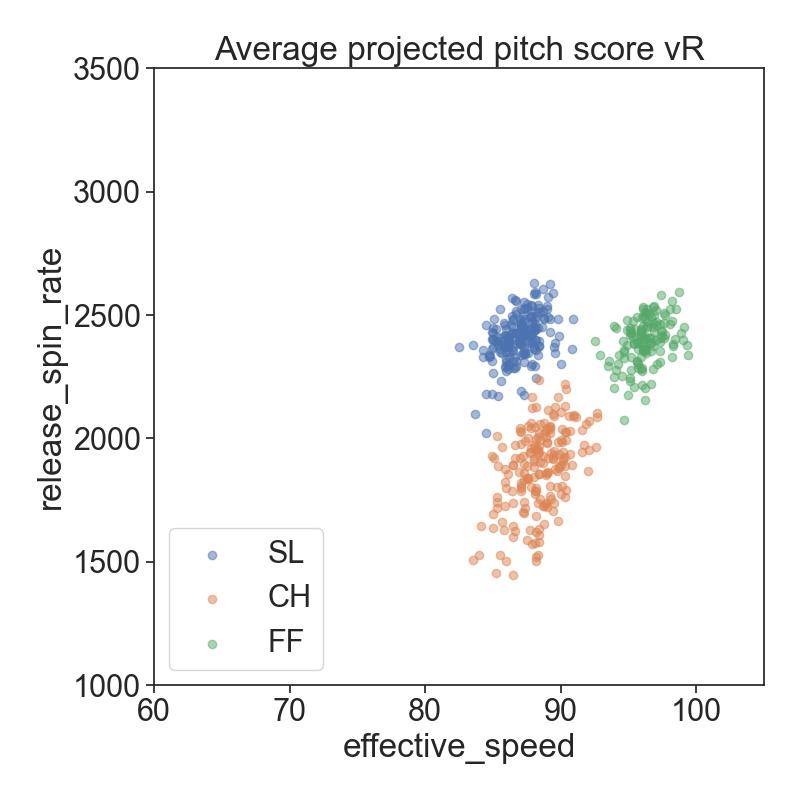 Average projected pitch score vR
3500
3000
2500
2000
1500
1000
release_spin_rate
SL
CH
FF
60 70 80 90 100
effective_speed